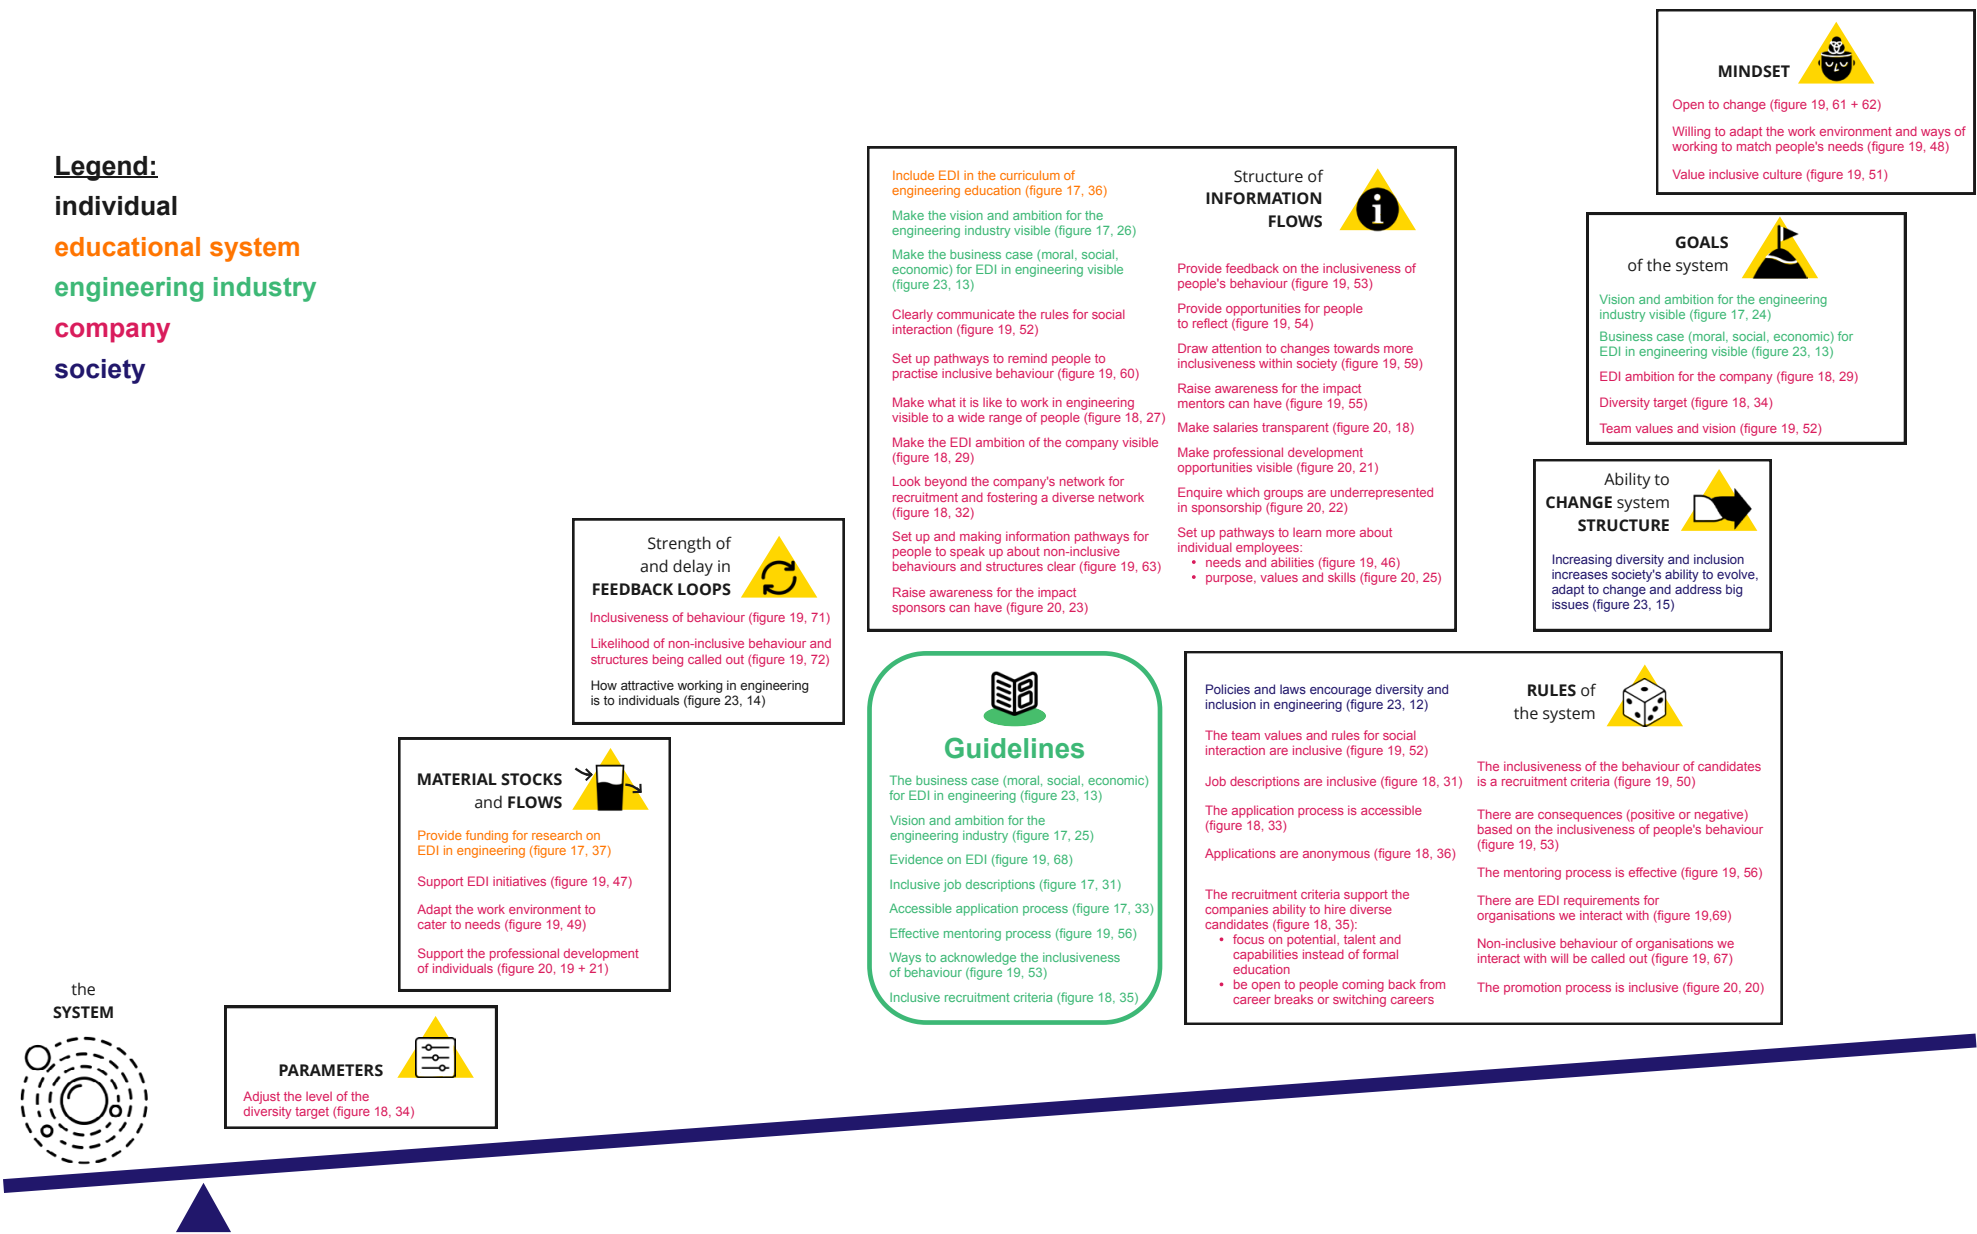 Legend:
individual
educational system
engineering industry
company
society
the
SYSTEM
PARAMETERS
Adjust the level of the
diversity target (figure 18, 34)
MATERIAL STOCKS
and FLOWS
Provide funding for research on
EDI in engineering (figure 17, 37)
Support EDI initiatives (figure 19, 47)
Adapt the work environment to
cater to needs (figure 19, 49)
Support the professional development
of individuals (figure 20, 19 + 21)
Strength of
and delay in
FEEDBACK LOOPS
Inclusiveness of behaviour (figure 19, 71)
Likelihood of non-inclusive behaviour and
structures being called out (figure 19, 72)
How attractive working in engineering
is to individuals (figure 23, 14)
Include EDI in the curriculum of
engineering education (figure 17, 36)
Make the vision and ambition for the
engineering industry visible (figure 17, 26)
Make the business case (moral, social,
economic) for EDI in engineering visible
(figure 23, 13)
Clearly communicate the rules for social
interaction (figure 19, 52)
Set up pathways to remind people to
practise inclusive behaviour (figure 19, 60)
Make what it is like to work in engineering
visible to a wide range of people (figure 18, 27)
Make the EDI ambition of the company visible
(figure 18, 29)
Look beyond the company's network for
recruitment and fostering a diverse network
(figure 18, 32)
Set up and making information pathways for
people to speak up about non-inclusive
behaviours and structures clear (figure 19, 63)
Raise awareness for the impact
sponsors can have (figure 20, 23)
Structure of
INFORMATION
FLOWS
i
Provide feedback on the inclusiveness of
people's behaviour (figure 19, 53)
Provide opportunities for people
to reflect (figure 19, 54)
Draw attention to changes towards more
inclusiveness within society (figure 19, 59)
Raise awareness for the impact
mentors can have (figure 19, 55)
Make salaries transparent (figure 20, 18)
Make professional development
opportunities visible (figure 20, 21)
Enquire which groups are underrepresented
in sponsorship (figure 20, 22)
Set up pathways to learn more about
individual employees:
• needs and abilities (figure 19, 46)
• purpose, values and skills (figure 20, 25)
Guidelines
The business case (moral, social, economic)
for EDI in engineering (figure 23, 13)
Vision and ambition for the
engineering industry (figure 17, 25)
Evidence on EDI (figure 19, 68)
Inclusive job descriptions (figure 17, 31)
Accessible application process (figure 17, 33)
Effective mentoring process (figure 19, 56)
Ways to acknowledge the inclusiveness
of behaviour (figure 19, 53)
Inclusive recruitment criteria (figure 18, 35)
Policies and laws encourage diversity and
inclusion in engineering (figure 23, 12)
The team values and rules for social
interaction are inclusive (figure 19, 52)
Job descriptions are inclusive (figure 18, 31)
The application process is accessible
(figure 18, 33)
Applications are anonymous (figure 18, 36)
The recruitment criteria support the
companies ability to hire diverse
candidates (figure 18, 35):
• focus on potential, talent and
capabilities instead of formal
education
• be open to people coming back from
career breaks or switching careers
RULES of
the system
The inclusiveness of the behaviour of candidates
is a recruitment criteria (figure 19, 50)
There are consequences (positive or negative)
based on the inclusiveness of people's behaviour
(figure 19, 53)
The mentoring process is effective (figure 19, 56)
There are EDI requirements for
organisations we interact with (figure 19,69)
Non-inclusive behaviour of organisations we
interact with will be called out (figure 19, 67)
The promotion process is inclusive (figure 20, 20)
Ability to
CHANGE system
STRUCTURE
Increasing diversity and inclusion
increases society's ability to evolve,
adapt to change and address big
issues (figure 23, 15)
GOALS
of the system
Vision and ambition for the engineering
industry visible (figure 17, 24)
Business case (moral, social, economic) for
EDI in engineering visible (figure 23, 13)
EDI ambition for the company (figure 18, 29)
Diversity target (figure 18, 34)
Team values and vision (figure 19, 52)
MINDSET
Open to change (figure 19, 61 + 62)
Willing to adapt the work environment and ways of
working to match people's needs (figure 19, 48)
Value inclusive culture (figure 19, 51)